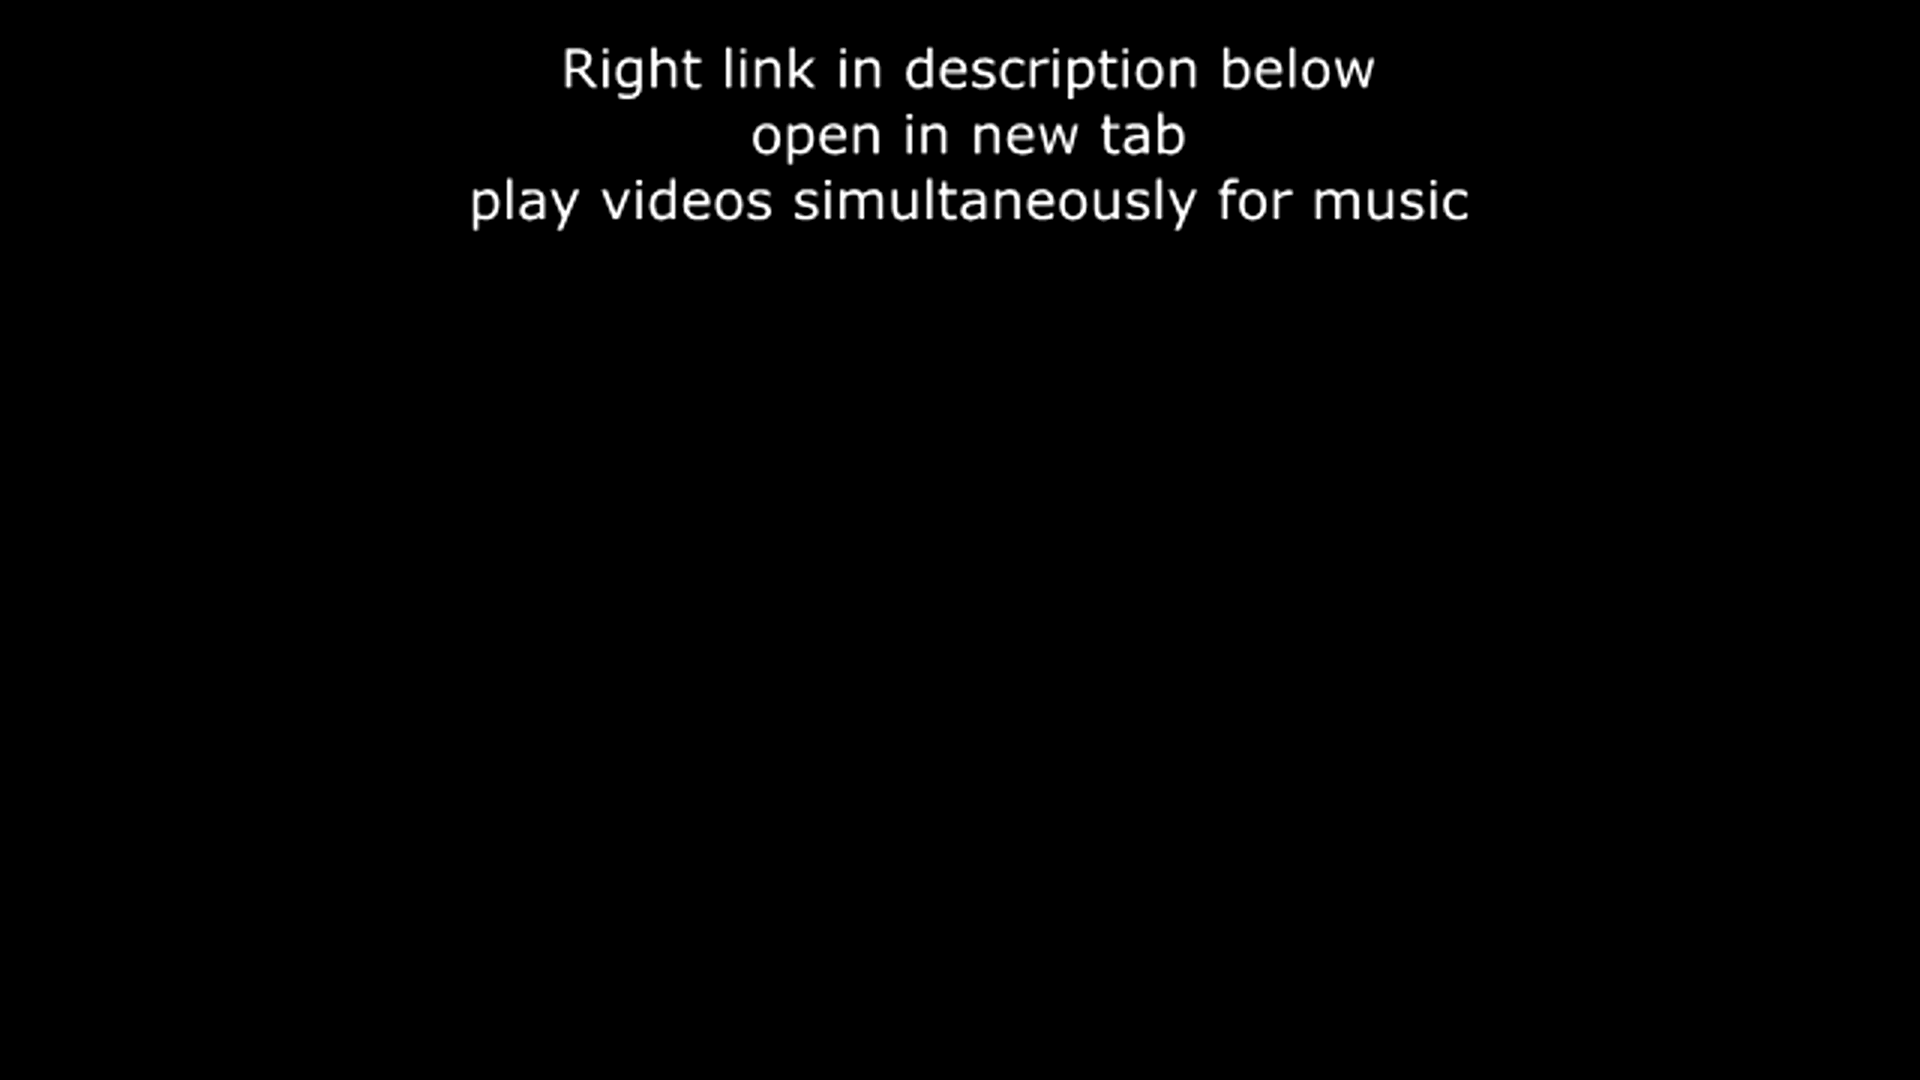 Right link in description below
open in new tab
play videos simultaneously for music